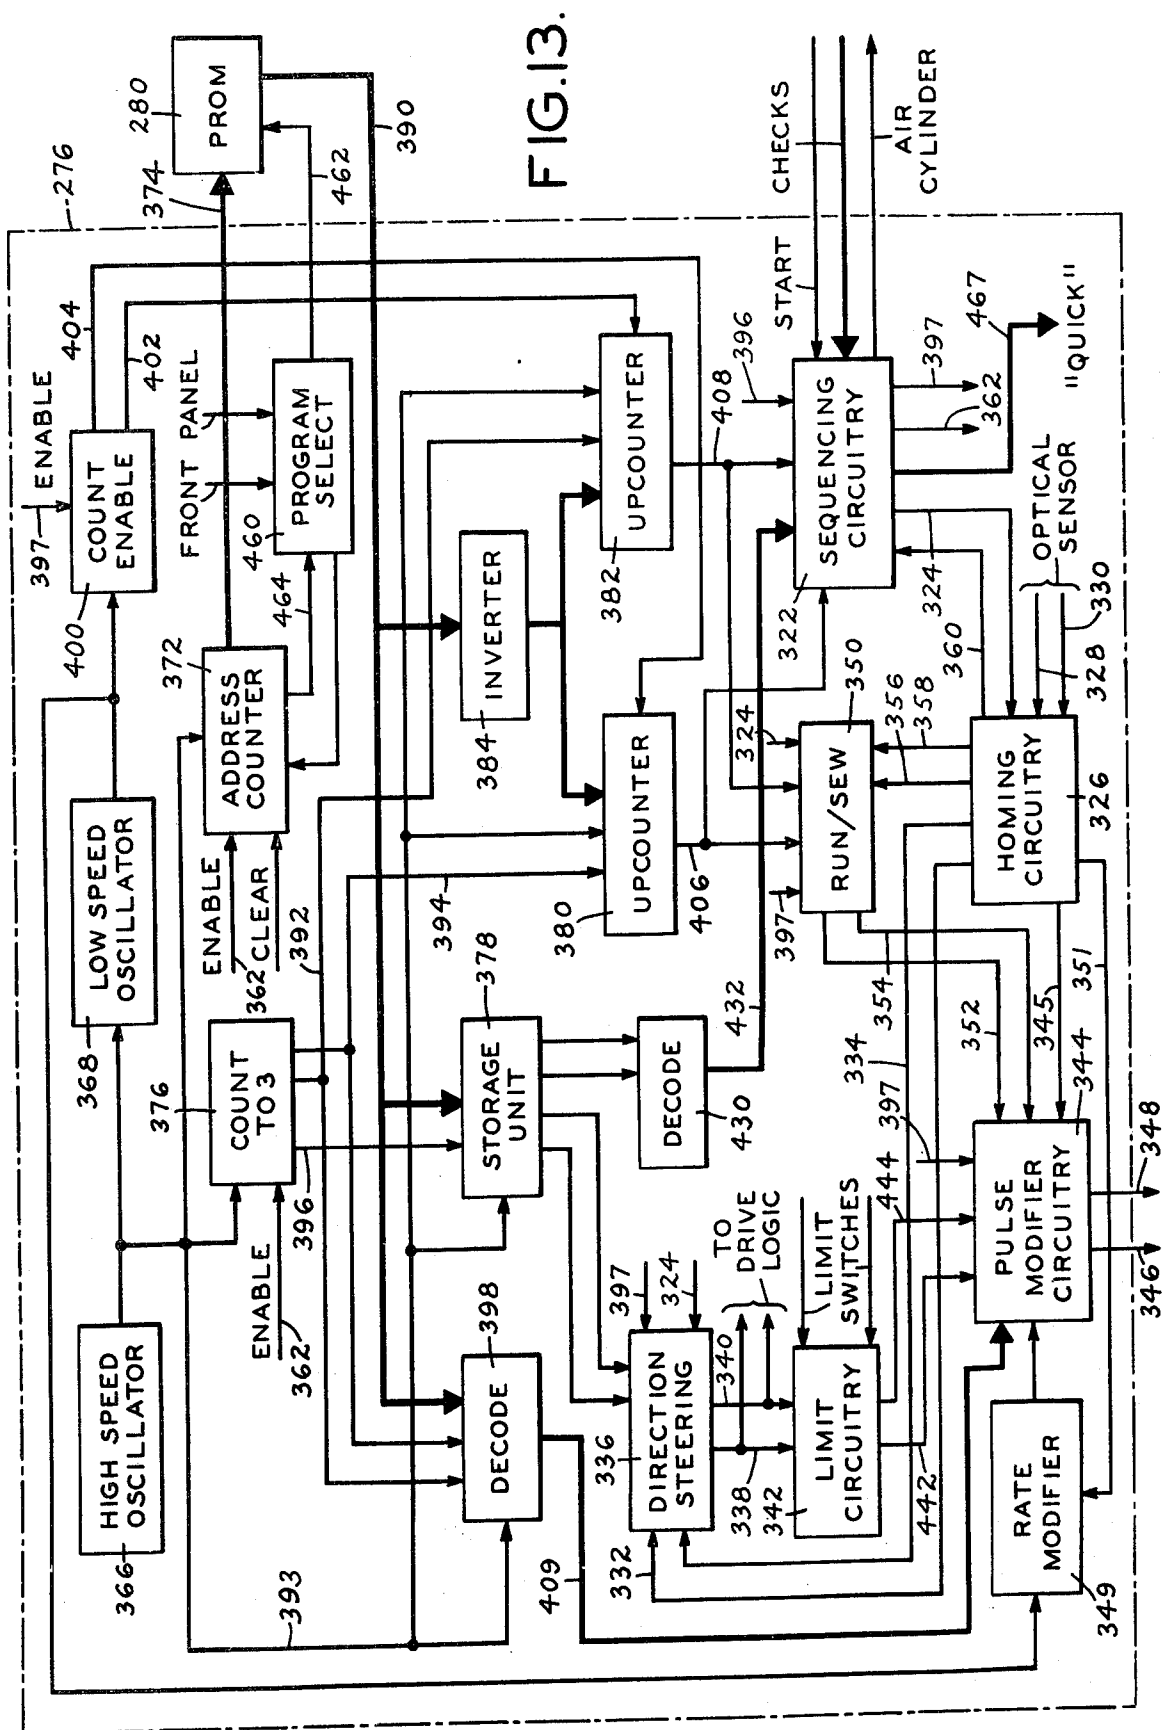 FIG.13.
276
HIGH SPEED
OSCILLATOR
366
LOW SPEED
OSCILLATOR
368
397
ENABLE
COUNT
ENABLE
400
404
402
FRONT PANEL
374
280
PROM
390
462
COUNT
TO 3
376
ENABLE
362
396
ENABLE
362
CLEAR
392
ADDRESS
COUNTER
372
464
460
PROGRAM
SELECT
393
DECODE
398
409
STORAGE
UNIT
378
394
INVERTER
384
UPCOUNTER
380
406
UPCOUNTER
382
408
DECODE
430
432
397
324
DIRECTION
STEERING
336
332
338
340
TO
DRIVE
LOGIC
LIMIT
CIRCUITRY
342
LIMIT
SWITCHES
442
444
397
334
397
RUN/SEW
350
324
352
354
356
358
360
322
SEQUENCING
CIRCUITRY
396
START
CHECKS
AIR
CYLINDER
324
362
397
467
"QUICK"
OPTICAL
SENSOR
328
330
HOMING
CIRCUITRY
326
345
351
RATE
MODIFIER
349
PULSE
MODIFIER
CIRCUITRY
344
346
348